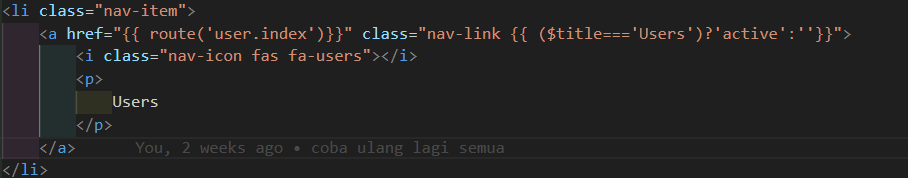 <li class="nav-item">
<a href="{{ route('user.index')}}" class="nav-link {{ ($title==='Users')?'active':''}}">
<i class="nav-icon fas fa-users"></i>
<p>
Users
</p>
</a> You, 2 weeks ago • coba ulang lagi semua
</li>